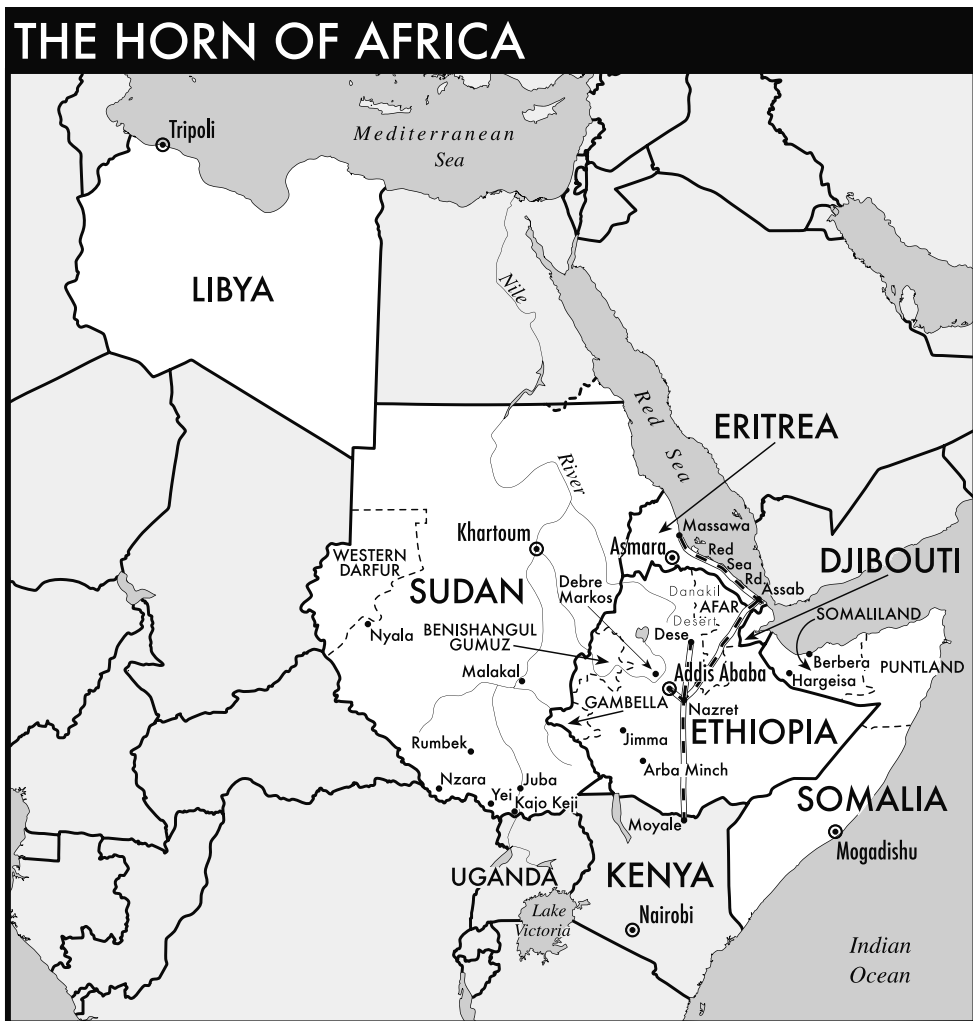 THE HORN OF AFRICA
Tripoli
Mediterranean
Sea
LIBYA
Nile
Red
Sea
ERITREA
River
Massawa
Khartoum
Asmara
Red
Sea
Rd
DJIBOUTI
WESTERN
DARFUR
SUDAN
Debre
Markos
Danakil
AFAR
Desert
Assab
SOMALILAND
Nyala
BENISHANGUL
GUMUZ
Dese
Berbera
PUNTLAND
Malakal
Addis Ababa
Hargeisa
GAMBELLA
Nazret
ETHIOPIA
Rumbek
Jimma
Arba Minch
Nzara
Juba
Yei
Kajo Keji
SOMALIA
Moyale
Mogadishu
UGANDA
KENYA
Lake
Victoria
Nairobi
Indian
Ocean